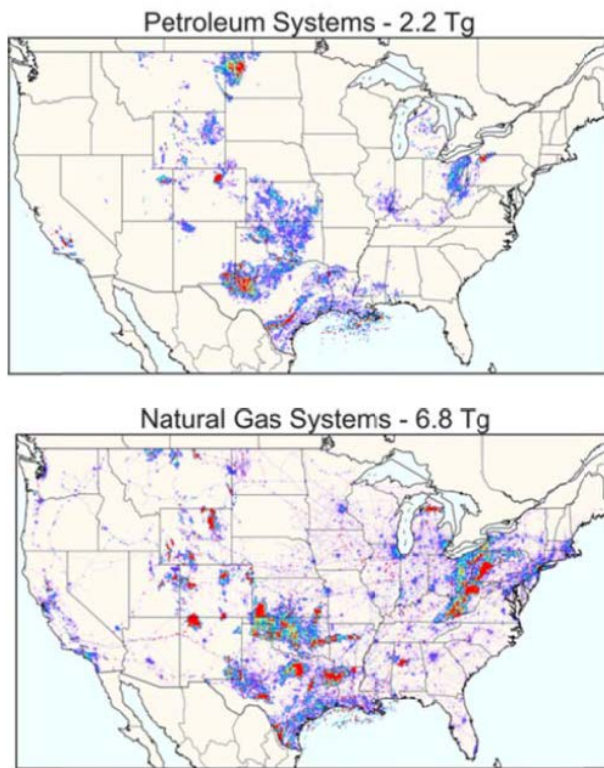 Petroleum Systems - 2.2 Tg
Natural Gas Systems - 6.8 Tg